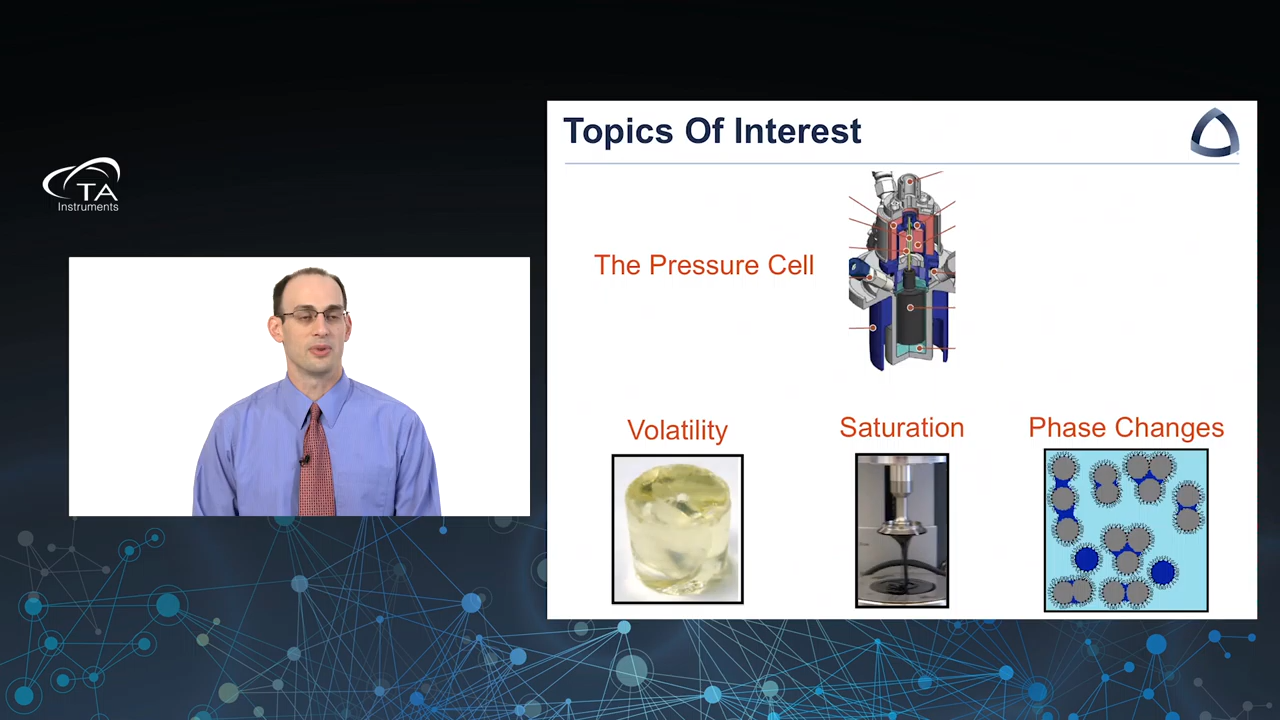 TA
Instruments
Topics Of Interest
The Pressure Cell
Volatility
Saturation
Phase Changes